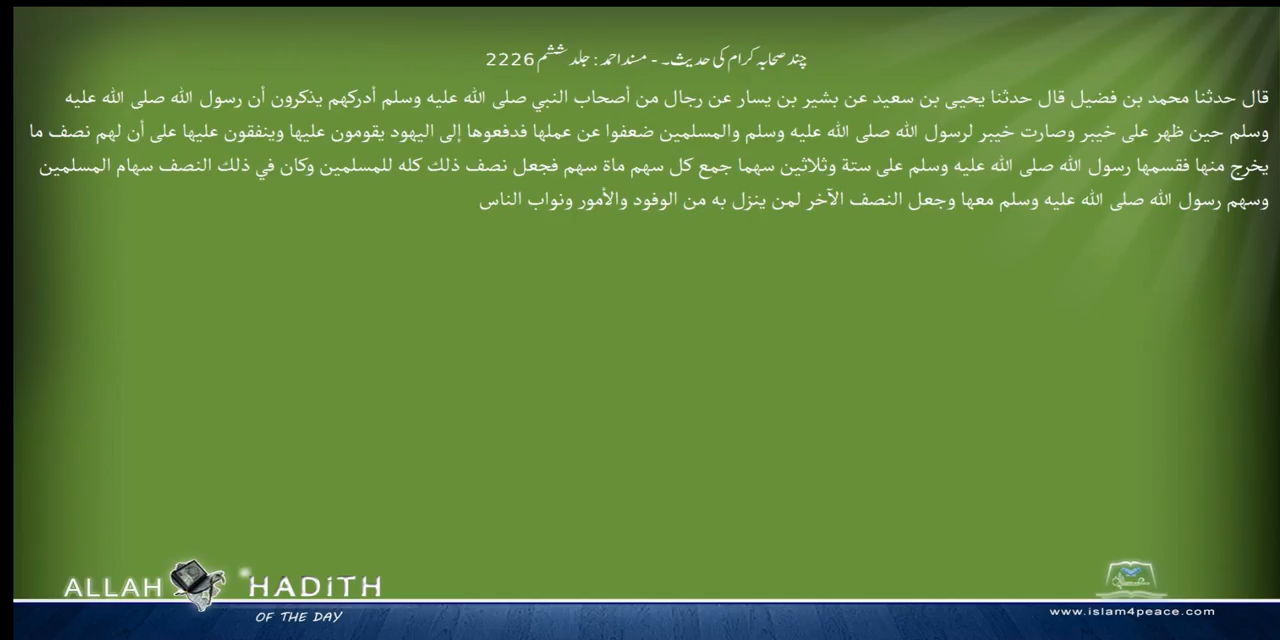 چند صحابہ کرام کی حدیث۔ - مسند احمد : جلد ششم 2226
قال حدثنا محمد بن فضيل قال حدثنا يحيى بن سعيد عن بشير بن يسار عن رجال من أصحاب النبي صلى الله عليه وسلم أدركهم يذكرون أن رسول الله صلى الله عليه
وسلم حين ظهر على خيبر وصارت خيبر لرسول الله صلى الله عليه وسلم والمسلمين ضعفوا عن عملها فدفعوها إلى اليهود يقومون عليها وينفقون عليها على أن لهم نصف ما
يخرج منها فقسمها رسول الله صلى الله عليه وسلم على ستة وثلاثين سهما جمع كل سهم ماة سهم فجعل نصف ذلك كله للمسلمين وكان في ذلك النصف سهام المسلمين
وسهم رسول الله صلى الله عليه وسلم معها وجعل النصف الآخر لمن ينزل به من الوفود والأمور ونواب الناس
ALLAH HADITH
OF THE DAY
www.islam4peace.com